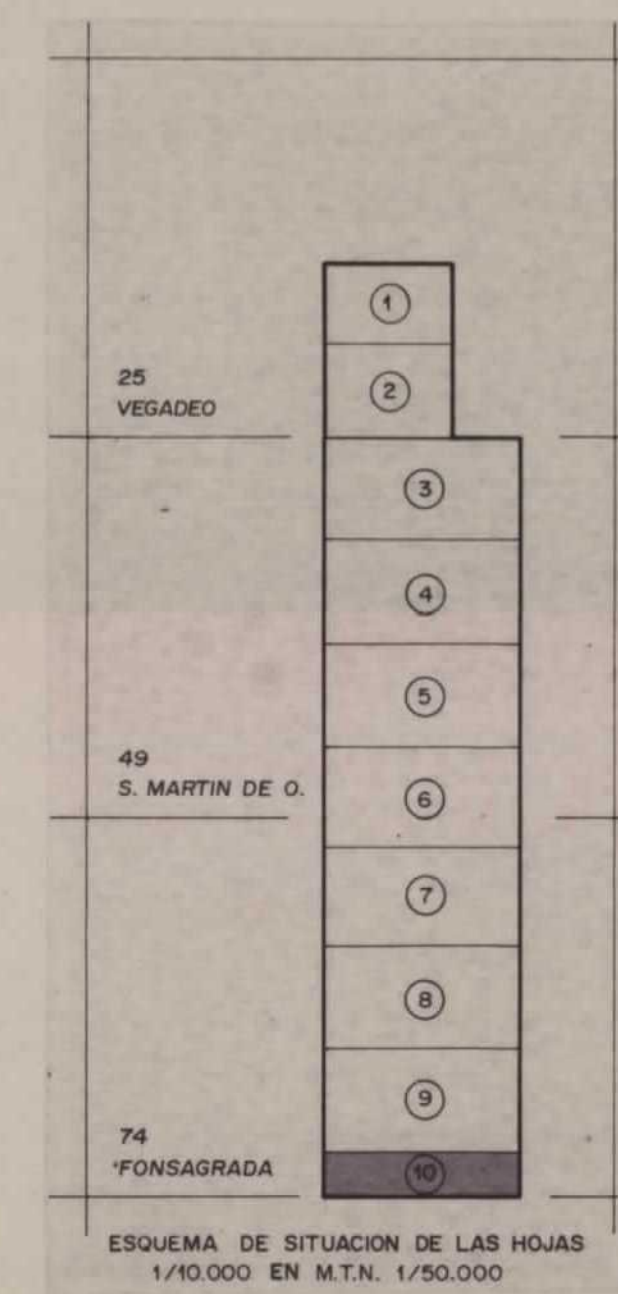 1
25
VEGADEO
2
3
4
5
49
S. MARTIN DE O.
6
7
8
9
74
FONSAGRADA
10
ESQUEMA DE SITUACION DE LAS HOJAS
1/10.000 EN M.T.N. 1/50.000